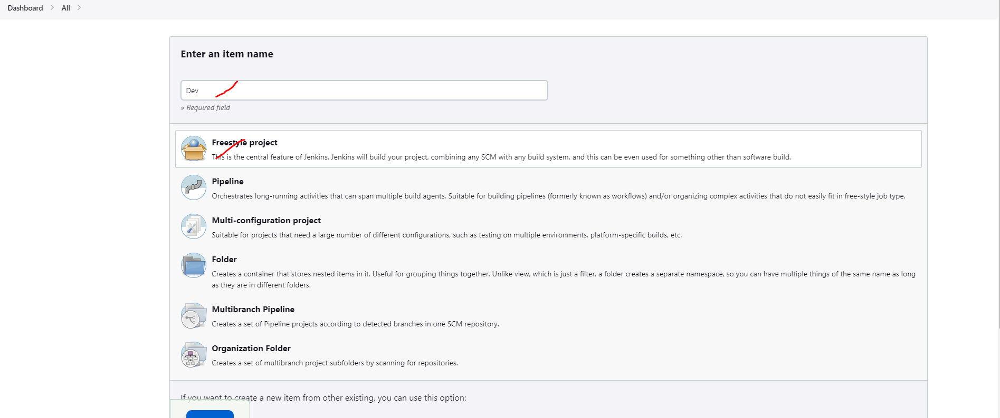 Dashboard > All >
Enter an item name
Dev
» Required field
Freestyle project
This is the central feature of Jenkins. Jenkins will build your project, combining any SCM with any build system, and this can be even used for something other than software build.
Pipeline
Orchestrates long-running activities that can span multiple build agents. Suitable for building pipelines (formerly known as workflows) and/or organizing complex activities that do not easily fit in free-style job type.
Multi-configuration project
Suitable for projects that need a large number of different configurations, such as testing on multiple environments, platform-specific builds, etc.
Folder
Creates a container that stores nested items in it. Useful for grouping things together. Unlike view, which is just a filter, a folder creates a separate namespace, so you can have multiple things of the same name as long
as they are in different folders.
Multibranch Pipeline
Creates a set of Pipeline projects according to detected branches in one SCM repository.
Organization Folder
Creates a set of multibranch project subfolders by scanning for repositories.
If you want to create a new item from other existing, you can use this option: